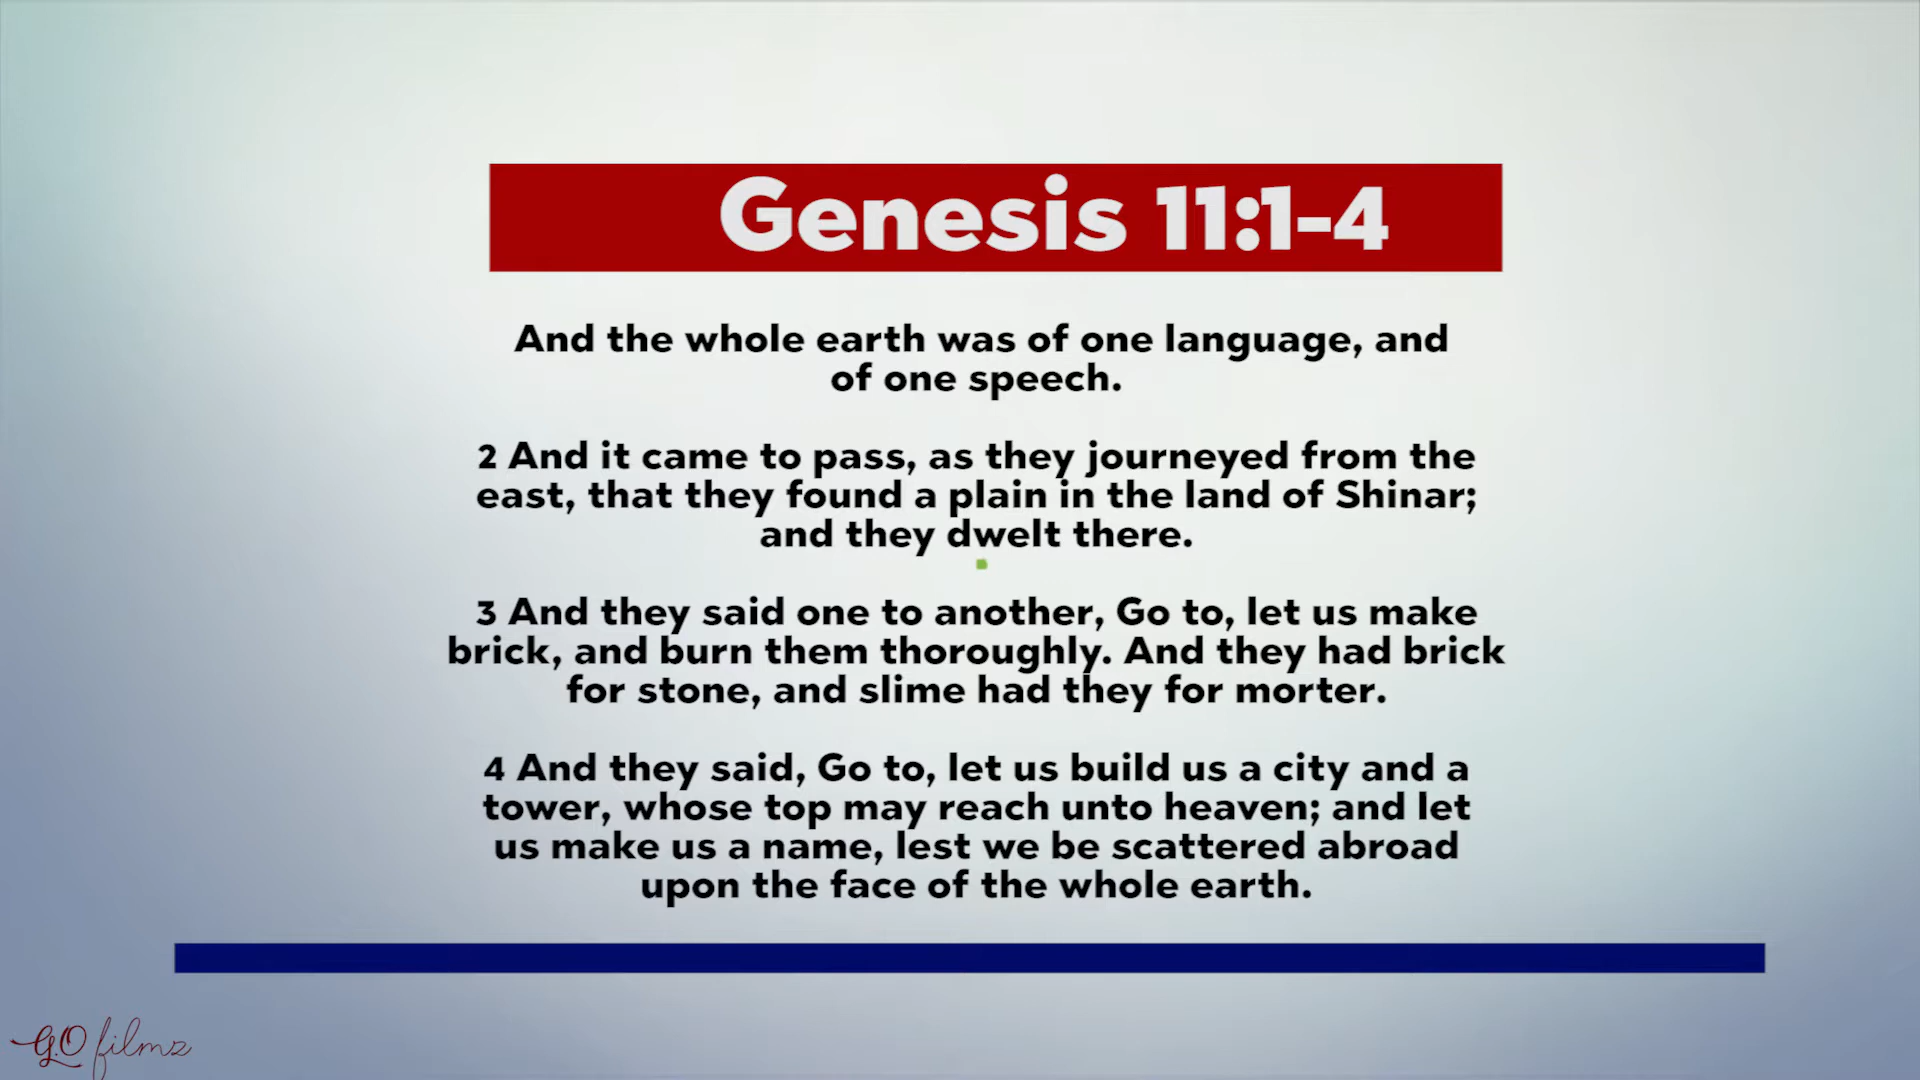 Genesis 11:1-4
And the whole earth was of one language, and
of one speech.
2 And it came to pass, as they journeyed from the
east, that they found a plain in the land of Shinar;
and they dwelt there.
3 And they said one to another, Go to, let us make
brick, and burn them thoroughly. And they had brick
for stone, and slime had they for morter.
4 And they said, Go to, let us build us a city and a
tower, whose top may reach unto heaven; and let
us make us a name, lest we be scattered abroad
upon the face of the whole earth.
G.O filmz